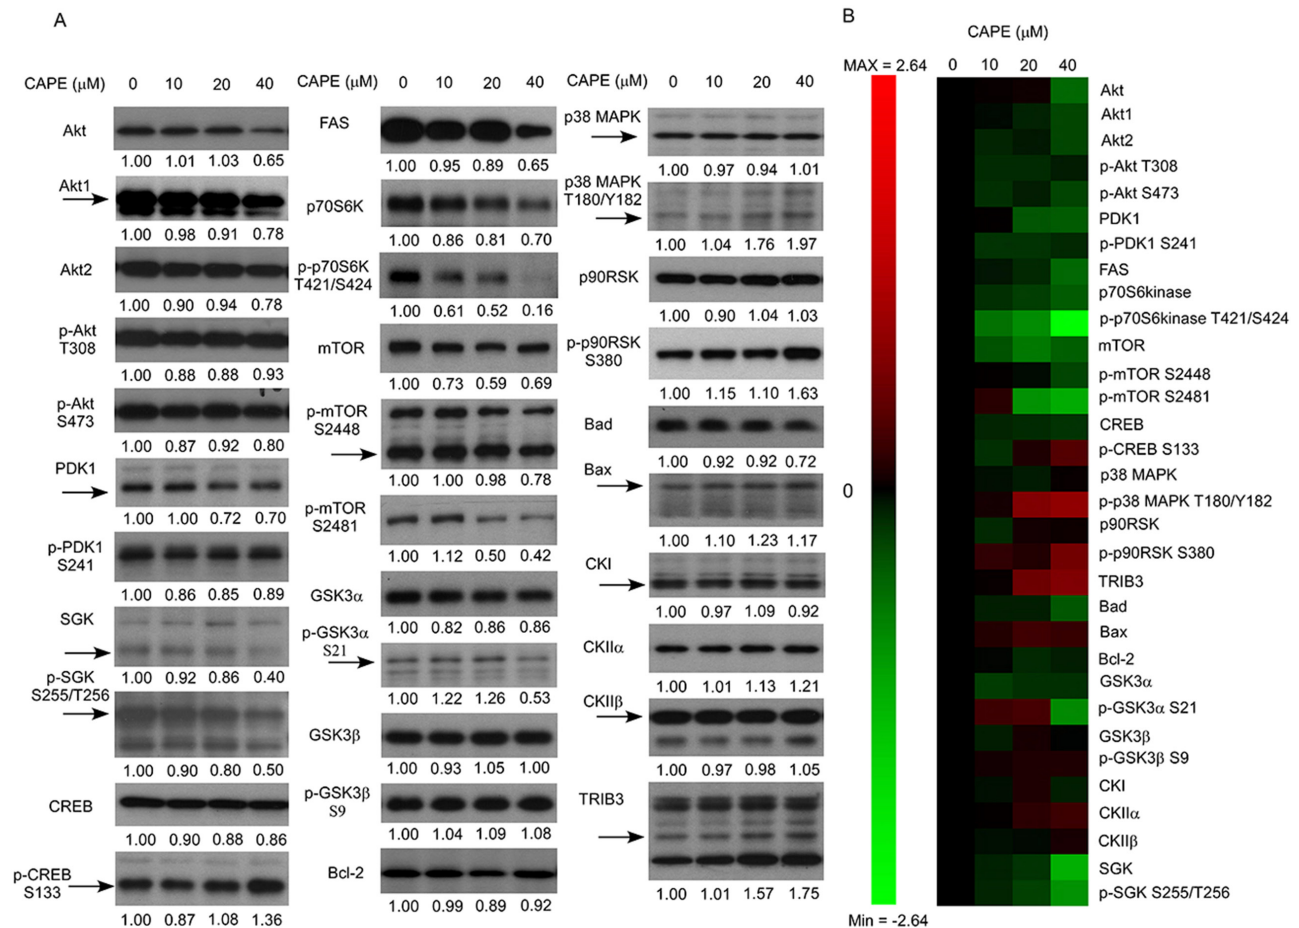 A
CAPE (μM) 0 10 20 40
Akt
1.00 1.01 1.03 0.65
Akt1
1.00 0.98 0.91 0.78
Akt2
1.00 0.90 0.94 0.78
p-Akt
T308
1.00 0.88 0.88 0.93
p-Akt
S473
1.00 0.87 0.92 0.80
PDK1
1.00 1.00 0.72 0.70
p-PDK1
S241
1.00 0.86 0.85 0.89
SGK
1.00 0.92 0.86 0.40
p-SGK
S255/T256
1.00 0.90 0.80 0.50
CREB
1.00 0.90 0.88 0.86
p-CREB
S133
1.00 0.87 1.08 1.36
CAPE (μM) 0 10 20 40
FAS
1.00 0.95 0.89 0.65
p70S6K
1.00 0.86 0.81 0.70
p-p70S6K
T421/S424
1.00 0.61 0.52 0.16
mTOR
1.00 0.73 0.59 0.69
p-mTOR
S2448
1.00 1.00 0.98 0.78
p-mTOR
S2481
1.00 1.12 0.50 0.42
GSK3α
1.00 0.82 0.86 0.86
p-GSK3α
S21
1.00 1.22 1.26 0.53
GSK3β
1.00 0.93 1.05 1.00
p-GSK3β
S9
1.00 1.04 1.09 1.08
Bcl-2
1.00 0.99 0.89 0.92
CAPE (μM) 0 10 20 40
p38 MAPK
1.00 0.97 0.94 1.01
p38 MAPK
T180/Y182
1.00 1.04 1.76 1.97
p90RSK
1.00 0.90 1.04 1.03
p-p90RSK
S380
1.00 1.15 1.10 1.63
Bad
1.00 0.92 0.92 0.72
Bax
1.00 1.10 1.23 1.17
CKI
1.00 0.97 1.09 0.92
CKIIα
1.00 1.01 1.13 1.21
CKIIβ
1.00 0.97 0.98 1.05
TRIB3
1.00 1.01 1.57 1.75
B
CAPE (μM)
MAX = 2.64 0 10 20 40
0
Min = -2.64
Akt
Akt1
Akt2
p-Akt T308
p-Akt S473
PDK1
p-PDK1 S241
FAS
p70S6kinase
p-p70S6kinase T421/S424
mTOR
p-mTOR S2448
p-mTOR S2481
CREB
p-CREB S133
p38 MAPK
p-p38 MAPK T180/Y182
p90RSK
p-p90RSK S380
TRIB3
Bad
Bax
Bcl-2
GSK3α
p-GSK3α S21
GSK3β
p-GSK3β S9
CKI
CKIIα
CKIIβ
SGK
p-SGK S255/T256